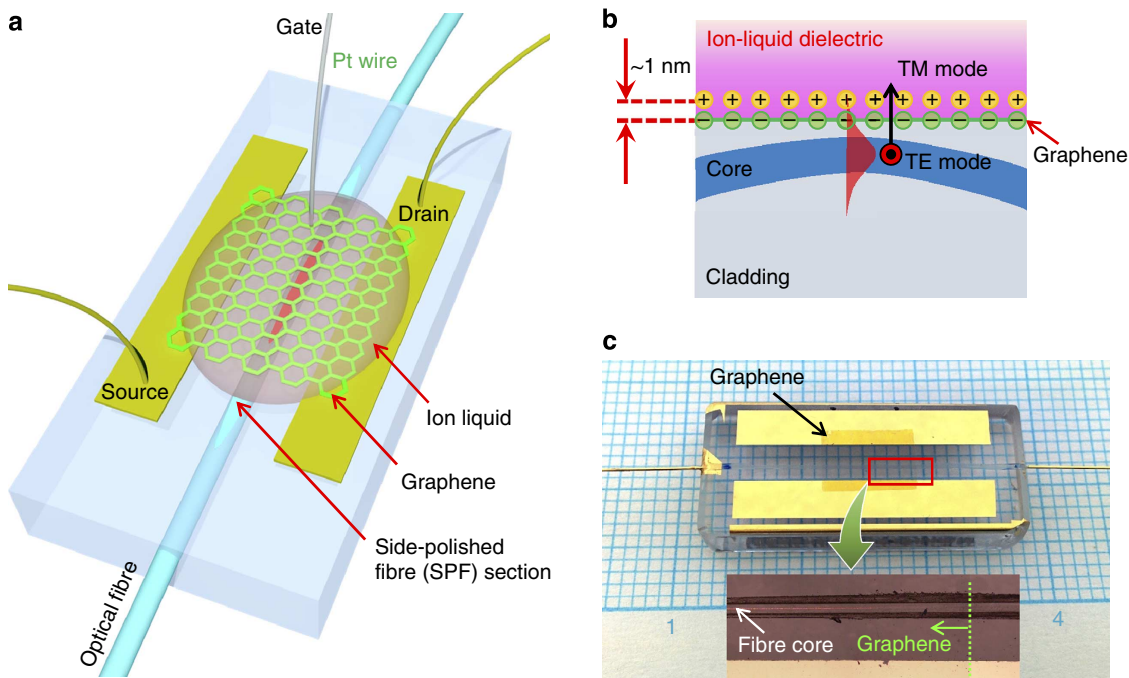 a
Gate
Pt wire
Drain
Source
Ion liquid
Graphene
Side-polished
fibre (SPF) section
Optical fibre
b
Ion-liquid dielectric
~1 nm
TM mode
+ + + + + + + + + + + +
− − − − − − − − − − − −
Graphene
Core
TE mode
Cladding
c
Graphene
1
4
Fibre core
Graphene